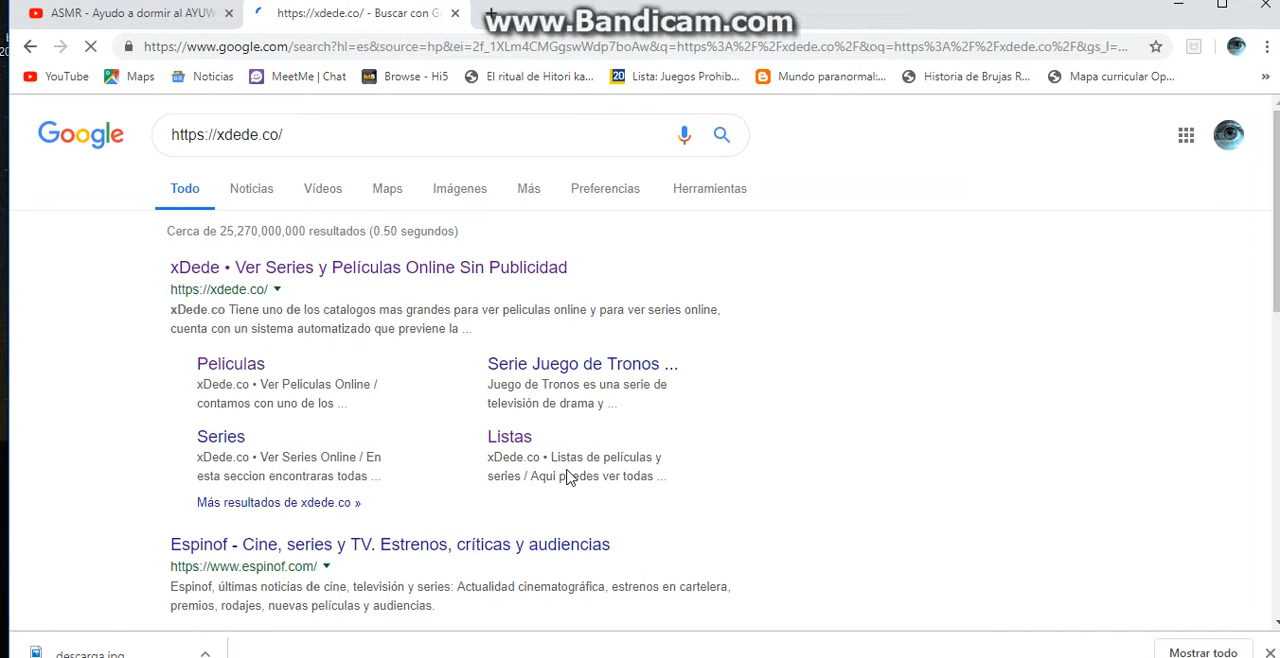 ASMR - Ayudo a dormir al AYUW
https://xdede.co/ - Buscar con G
www.Bandicam.com
https://www.google.com/search?hl=es&source=hp&ei=2f_1XLm4CMGgswWdp7boAw&q=https%3A%2F%2Fxdede.co%2F&oq=https%3A%2F%2Fxdede.co%2F&gs_l=...
YouTube Maps Noticias MeetMe | Chat Browse - Hi5 El ritual de Hitori ka... Lista: Juegos Prohib... Mundo paranormal:... Historia de Brujas R... Mapa curricular Op... »
Google
https://xdede.co/
Todo Noticias Vídeos Maps Imágenes Más Preferencias Herramientas
Cerca de 25,270,000,000 resultados (0.50 segundos)
xDede • Ver Series y Películas Online Sin Publicidad
https://xdede.co/
xDede.co Tiene uno de los catalogos mas grandes para ver peliculas online y para ver series online,
cuenta con un sistema automatizado que previene la ...
Peliculas
xDede.co • Ver Peliculas Online /
contamos con uno de los ...
Serie Juego de Tronos ...
Juego de Tronos es una serie de
televisión de drama y ...
Series
xDede.co • Ver Series Online / En
esta seccion encontraras todas ...
Listas
xDede.co • Listas de películas y
series / Aqui puedes ver todas ...
Más resultados de xdede.co »
Espinof - Cine, series y TV. Estrenos, críticas y audiencias
https://www.espinof.com/
Espinof, últimas noticias de cine, televisión y series: Actualidad cinematográfica, estrenos en cartelera,
premios, rodajes, nuevas películas y audiencias.
descarga.jpg
Mostrar todo